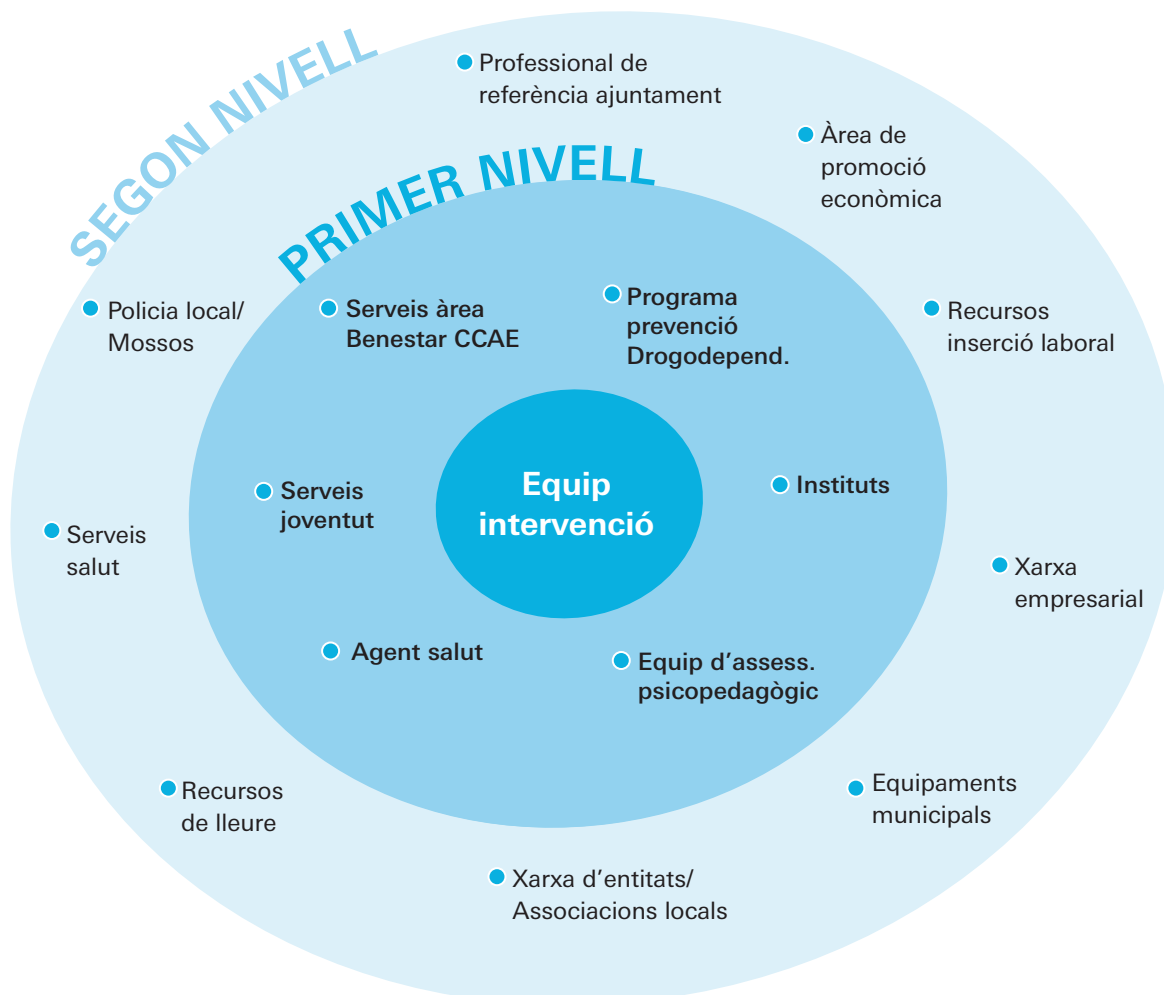 SEGON NIVELL
Professional de
referència ajuntament
Àrea de
promoció
econòmica
PRIMER NIVELL
Policia local/
Mossos
Serveis àrea
Benestar CCAE
Programa
prevenció
Drogodepend.
Recursos
inserció laboral
Equip
intervenció
Serveis
joventut
Instituts
Serveis
salut
Xarxa
empresarial
Agent salut
Equip d’assess.
psicopedagògic
Recursos
de lleure
Equipaments
municipals
Xarxa d’entitats/
Associacions locals